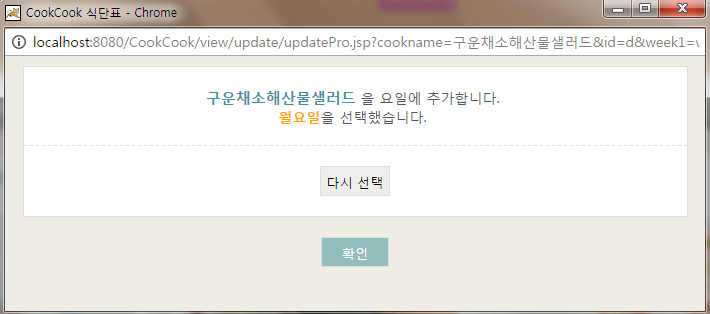 CookCook 식단표 - Chrome
localhost:8080/CookCook/view/update/updatePro.jsp?cookname=구운채소해산물샐러드&id=d&week1=
구운채소해산물샐러드 을 요일에 추가합니다.
월요일을 선택했습니다.
다시 선택
확인